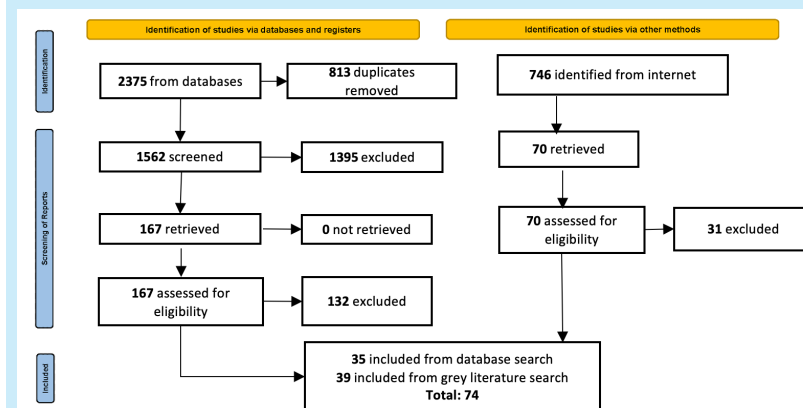 Identification of studies via databases and registers
Identification of studies via other methods
Identification
2375 from databases
813 duplicates
removed
746 identified from internet
Screening of Reports
1562 screened
1395 excluded
70 retrieved
167 retrieved
0 not retrieved
70 assessed for
eligibility
31 excluded
167 assessed for
eligibility
132 excluded
Included
35 included from database search
39 included from grey literature search
Total: 74